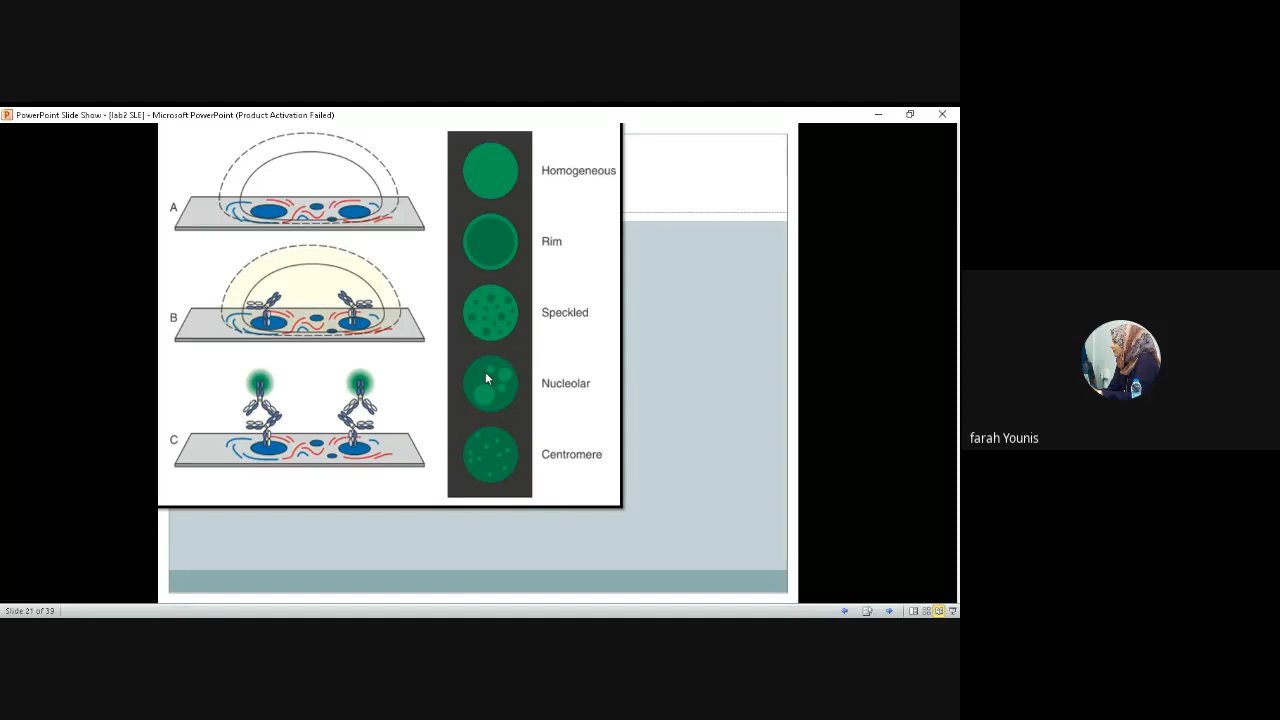 PowerPoint Slide Show - [lab2 SLE] - Microsoft PowerPoint (Product Activation Failed)
A
B
C
Homogeneous
Rim
Speckled
Nucleolar
Centromere
farah Younis
Slide 21 of 39